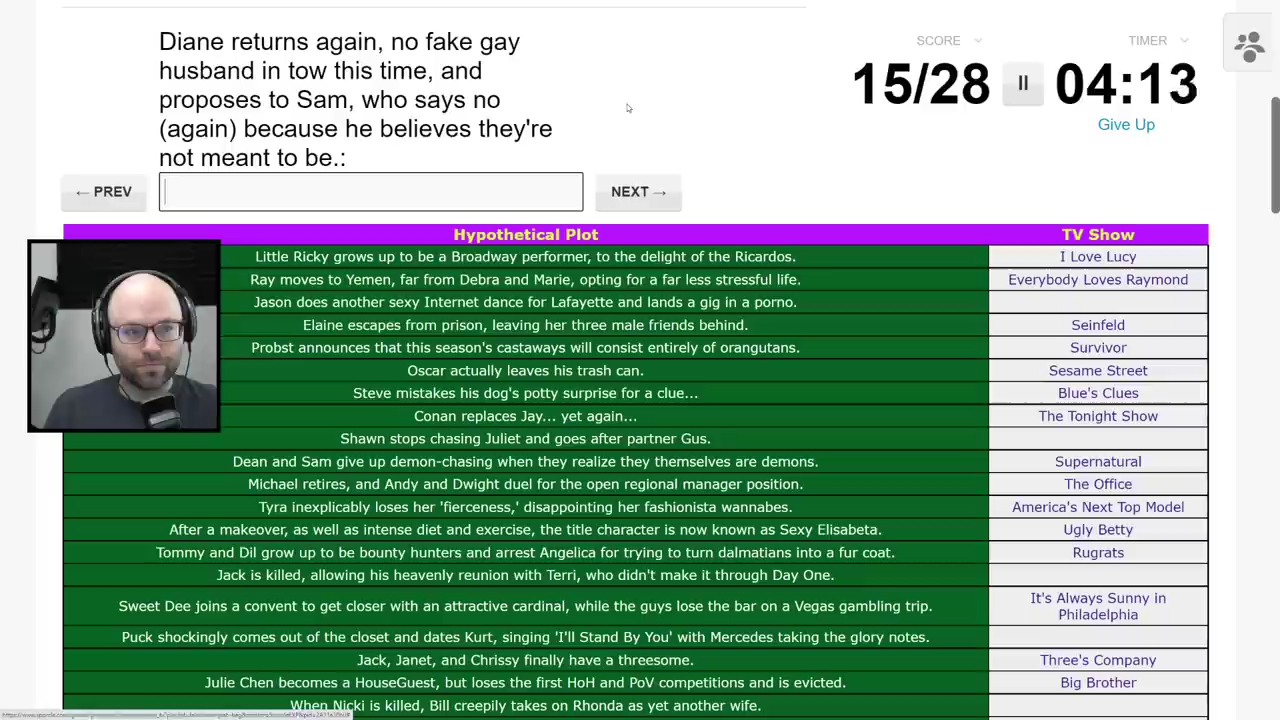 Diane returns again, no fake gay
husband in tow this time, and
proposes to Sam, who says no
(again) because he believes they're
not meant to be.:
SCORE
15/28
TIMER
04:13
Give Up
← PREV
NEXT →
Hypothetical Plot TV Show
Little Ricky grows up to be a Broadway performer, to the delight of the Ricardos. I Love Lucy
Ray moves to Yemen, far from Debra and Marie, opting for a far less stressful life. Everybody Loves Raymond
Jason does another sexy Internet dance for Lafayette and lands a gig in a porno.
Elaine escapes from prison, leaving her three male friends behind. Seinfeld
Probst announces that this season's castaways will consist entirely of orangutans. Survivor
Oscar actually leaves his trash can. Sesame Street
Steve mistakes his dog's potty surprise for a clue... Blue's Clues
Conan replaces Jay... yet again... The Tonight Show
Shawn stops chasing Juliet and goes after partner Gus.
Dean and Sam give up demon-chasing when they realize they themselves are demons. Supernatural
Michael retires, and Andy and Dwight duel for the open regional manager position. The Office
Tyra inexplicably loses her 'fierceness,' disappointing her fashionista wannabes. America's Next Top Model
After a makeover, as well as intense diet and exercise, the title character is now known as Sexy Elisabeta. Ugly Betty
Tommy and Dil grow up to be bounty hunters and arrest Angelica for trying to turn dalmatians into a fur coat. Rugrats
Jack is killed, allowing his heavenly reunion with Terri, who didn't make it through Day One.
Sweet Dee joins a convent to get closer with an attractive cardinal, while the guys lose the bar on a Vegas gambling trip. It's Always Sunny in
Philadelphia
Puck shockingly comes out of the closet and dates Kurt, singing 'I'll Stand By You' with Mercedes taking the glory notes.
Jack, Janet, and Chrissy finally have a threesome. Three's Company
Julie Chen becomes a HouseGuest, but loses the first HoH and PoV competitions and is evicted. Big Brother
When Nicki is killed, Bill creepily takes on Rhonda as yet another wife.